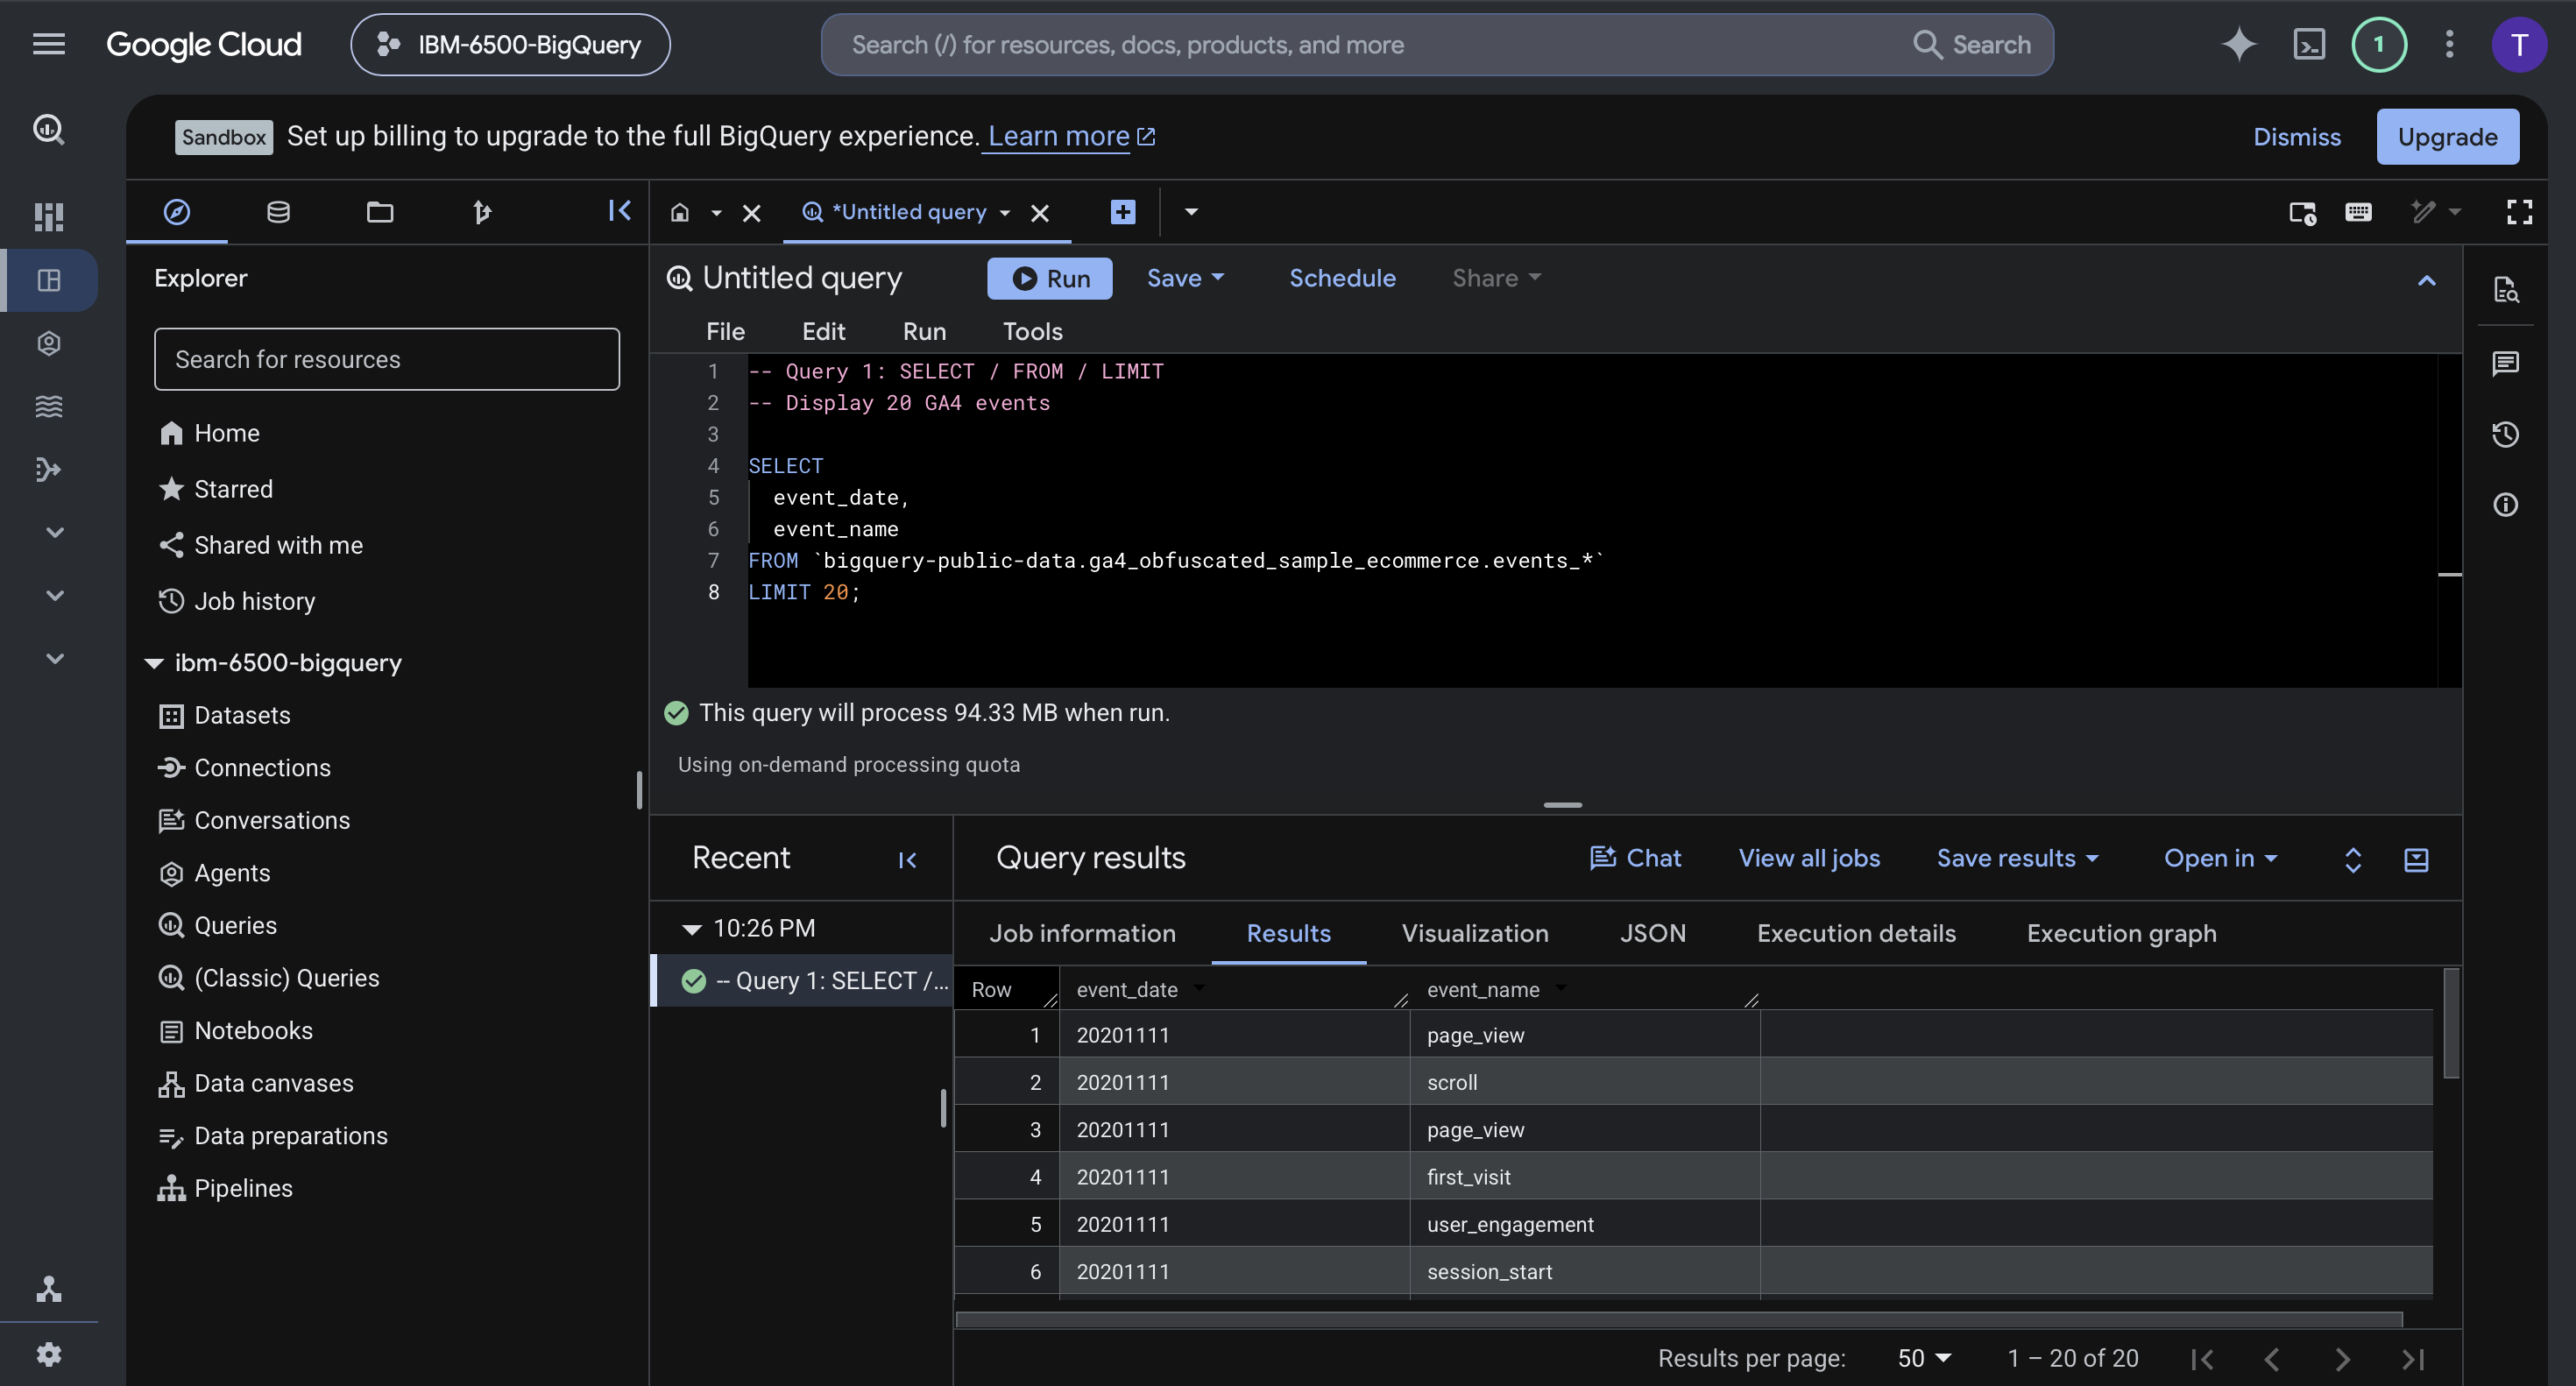 Google Cloud
IBM-6500-BigQuery
Search (/) for resources, docs, products, and more
Search
1
T
Sandbox
Set up billing to upgrade to the full BigQuery experience. Learn more
Dismiss
Upgrade
*Untitled query
Explorer
Search for resources
Home
Starred
Shared with me
Job history
ibm-6500-bigquery
Datasets
Connections
Conversations
Agents
Queries
(Classic) Queries
Notebooks
Data canvases
Data preparations
Pipelines
Untitled query
Run
Save
Schedule
Share
File Edit Run Tools
1 -- Query 1: SELECT / FROM / LIMIT
2 -- Display 20 GA4 events
3
4 SELECT
5 event_date,
6 event_name
7 FROM `bigquery-public-data.ga4_obfuscated_sample_ecommerce.events_*`
8 LIMIT 20;
This query will process 94.33 MB when run.
Using on-demand processing quota
Recent
10:26 PM
-- Query 1: SELECT /...
Query results
Chat
View all jobs
Save results
Open in
Job information Results Visualization JSON Execution details Execution graph
Row event_date event_name
1 20201111 page_view
2 20201111 scroll
3 20201111 page_view
4 20201111 first_visit
5 20201111 user_engagement
6 20201111 session_start
Results per page: 50 1 – 20 of 20